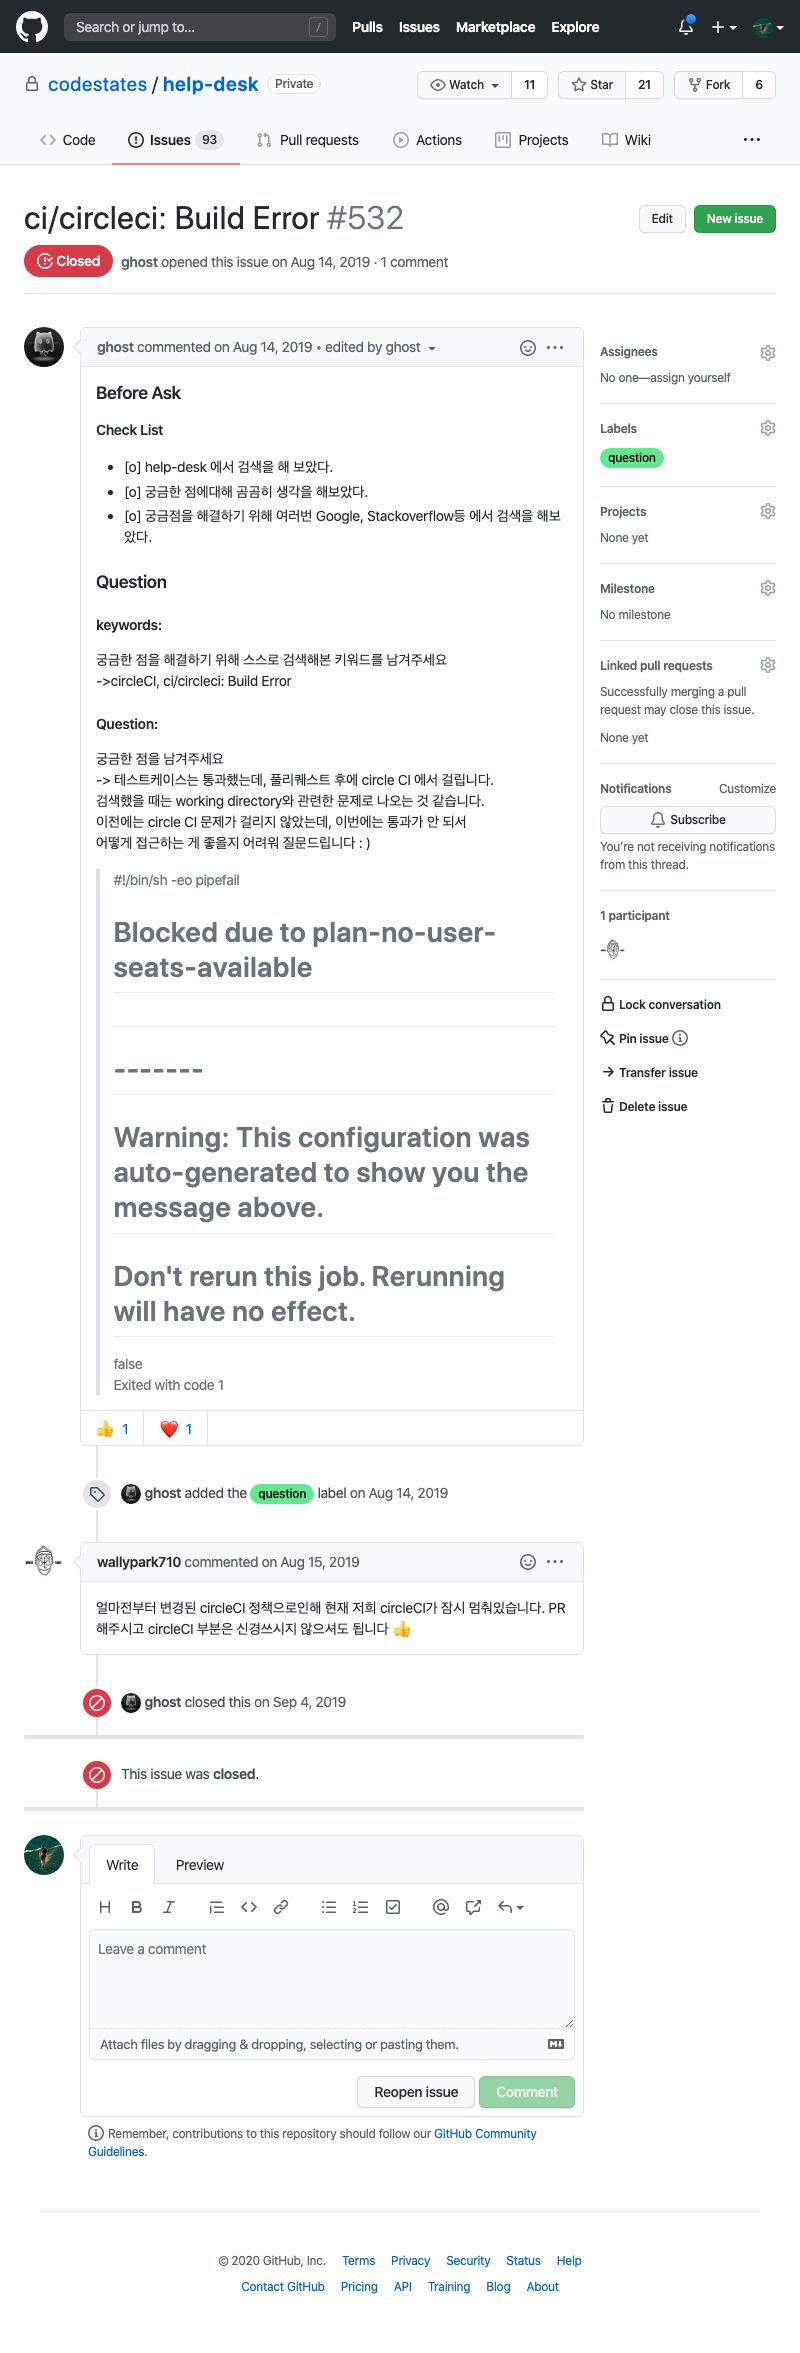 Search or jump to... /
Pulls Issues Marketplace Explore
codestates / help-desk Private
Watch 11 Star 21 Fork 6
Code Issues 93 Pull requests Actions Projects Wiki ...
ci/circleci: Build Error #532
Edit New issue
Closed ghost opened this issue on Aug 14, 2019 · 1 comment
ghost commented on Aug 14, 2019 • edited by ghost
Before Ask
Check List
• [o] help-desk 에서 검색을 해 보았다.
• [o] 궁금한 점에대해 곰곰히 생각을 해보았다.
• [o] 궁금점을 해결하기 위해 여러번 Google, Stackoverflow등 에서 검색을 해보
았다.
Question
keywords:
궁금한 점을 해결하기 위해 스스로 검색해본 키워드를 남겨주세요
->circleCI, ci/circleci: Build Error
Question:
궁금한 점을 남겨주세요
-> 테스트케이스는 통과했는데, 풀리퀘스트 후에 circle CI 에서 걸립니다.
검색했을 때는 working directory와 관련한 문제로 나오는 것 같습니다.
이전에는 circle CI 문제가 걸리지 않았는데, 이번에는 통과가 안 되서
어떻게 접근하는 게 좋을지 어려워 질문드립니다 : )
#!/bin/sh -eo pipefail
Blocked due to plan-no-user-
seats-available
-------
Warning: This configuration was
auto-generated to show you the
message above.
Don't rerun this job. Rerunning
will have no effect.
false
Exited with code 1
👍 1 ❤️ 1
ghost added the question label on Aug 14, 2019
wallypark710 commented on Aug 15, 2019
얼마전부터 변경된 circleCI 정책으로인해 현재 저희 circleCI가 잠시 멈춰있습니다. PR
해주시고 circleCI 부분은 신경쓰시지 않으셔도 됩니다 👍
ghost closed this on Sep 4, 2019
This issue was closed.
Write Preview
Leave a comment
Attach files by dragging & dropping, selecting or pasting them.
Reopen issue Comment
Remember, contributions to this repository should follow our GitHub Community
Guidelines.
Assignees
No one—assign yourself
Labels
question
Projects
None yet
Milestone
No milestone
Linked pull requests
Successfully merging a pull
request may close this issue.
None yet
Notifications Customize
Subscribe
You're not receiving notifications
from this thread.
1 participant
Lock conversation
Pin issue
Transfer issue
Delete issue
© 2020 GitHub, Inc. Terms Privacy Security Status Help
Contact GitHub Pricing API Training Blog About